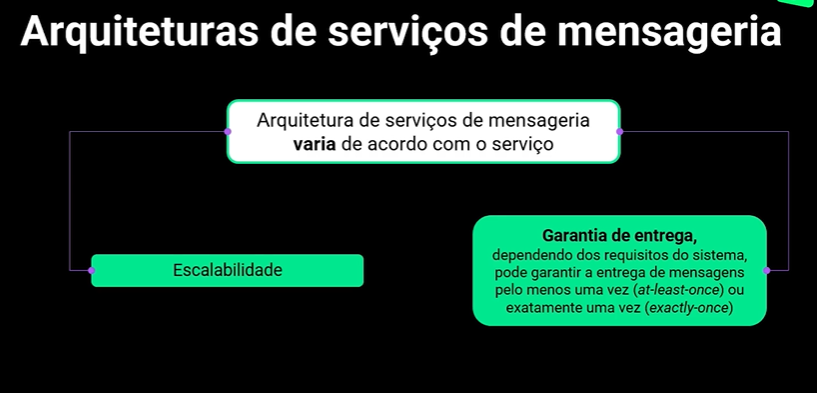 Arquiteturas de serviços de mensageria
Arquitetura de serviços de mensageria
varia de acordo com o serviço
Escalabilidade
Garantia de entrega,
dependendo dos requisitos do sistema,
pode garantir a entrega de mensagens
pelo menos uma vez (at-least-once) ou
exatamente uma vez (exactly-once)